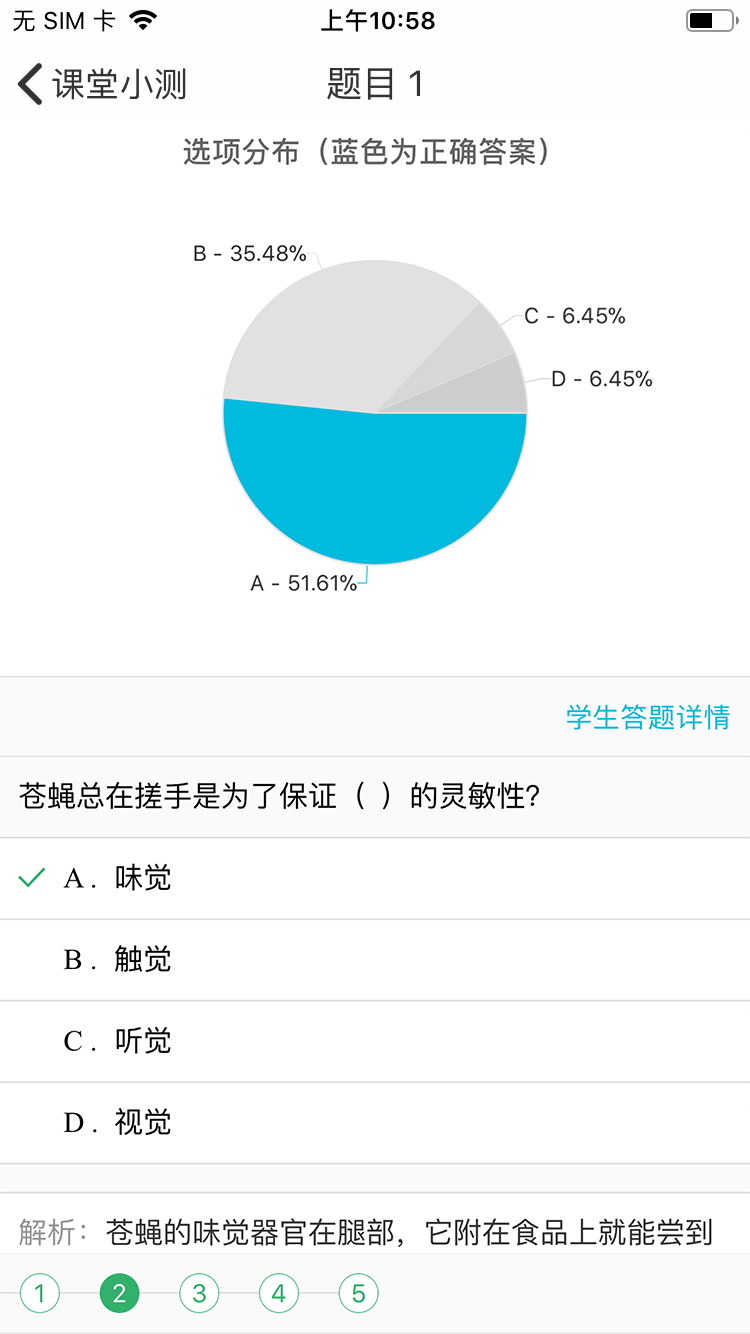 无 SIM 卡 上午10:58
课堂小测 题目 1
选项分布（蓝色为正确答案）
B - 35.48%
C - 6.45%
D - 6.45%
A - 51.61%
学生答题详情
苍蝇总在搓手是为了保证（ ）的灵敏性?
A . 味觉
B . 触觉
C . 听觉
D . 视觉
解析：苍蝇的味觉器官在腿部，它附在食品上就能尝到
1 2 3 4 5